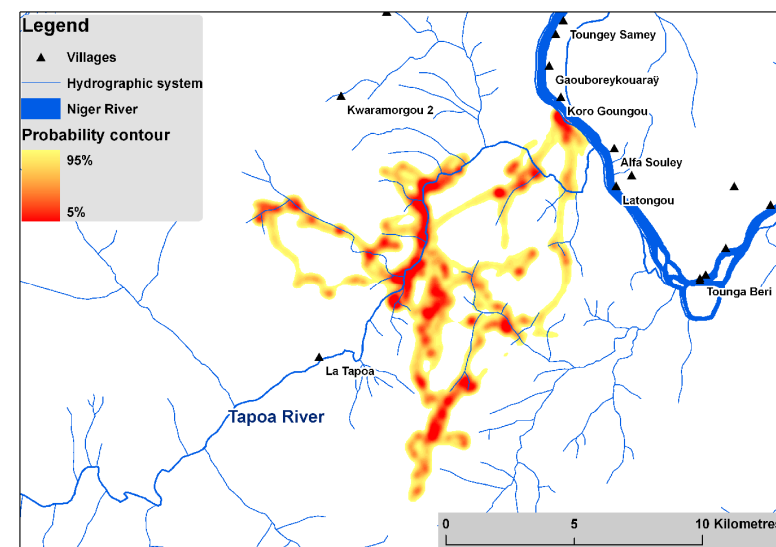 Legend
Villages
Hydrographic system
Niger River
Probability contour
95%
5%
Toungey Samey
Gaouboreykouaraÿ
Kwaramorgou 2
Koro Goungou
Alfa Souley
Latongou
Tounga Beri
La Tapoa
Tapoa River
0 5 10 Kilometres